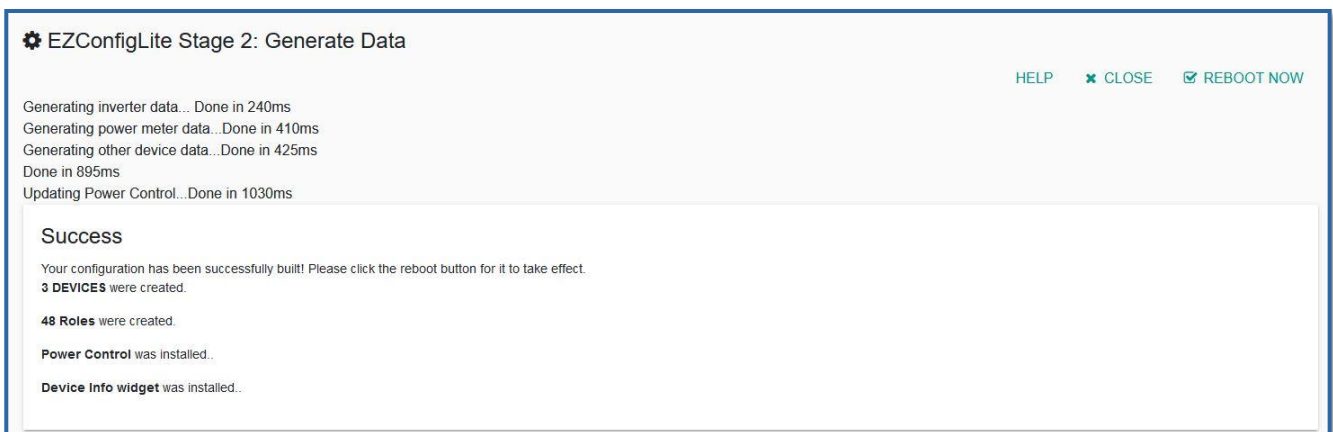 EZConfigLite Stage 2: Generate Data
HELP CLOSE REBOOT NOW
Generating inverter data... Done in 240ms
Generating power meter data...Done in 410ms
Generating other device data...Done in 425ms
Done in 895ms
Updating Power Control...Done in 1030ms
Success
Your configuration has been successfully built! Please click the reboot button for it to take effect.
3 DEVICES were created.
48 Roles were created.
Power Control was installed..
Device Info widget was installed..